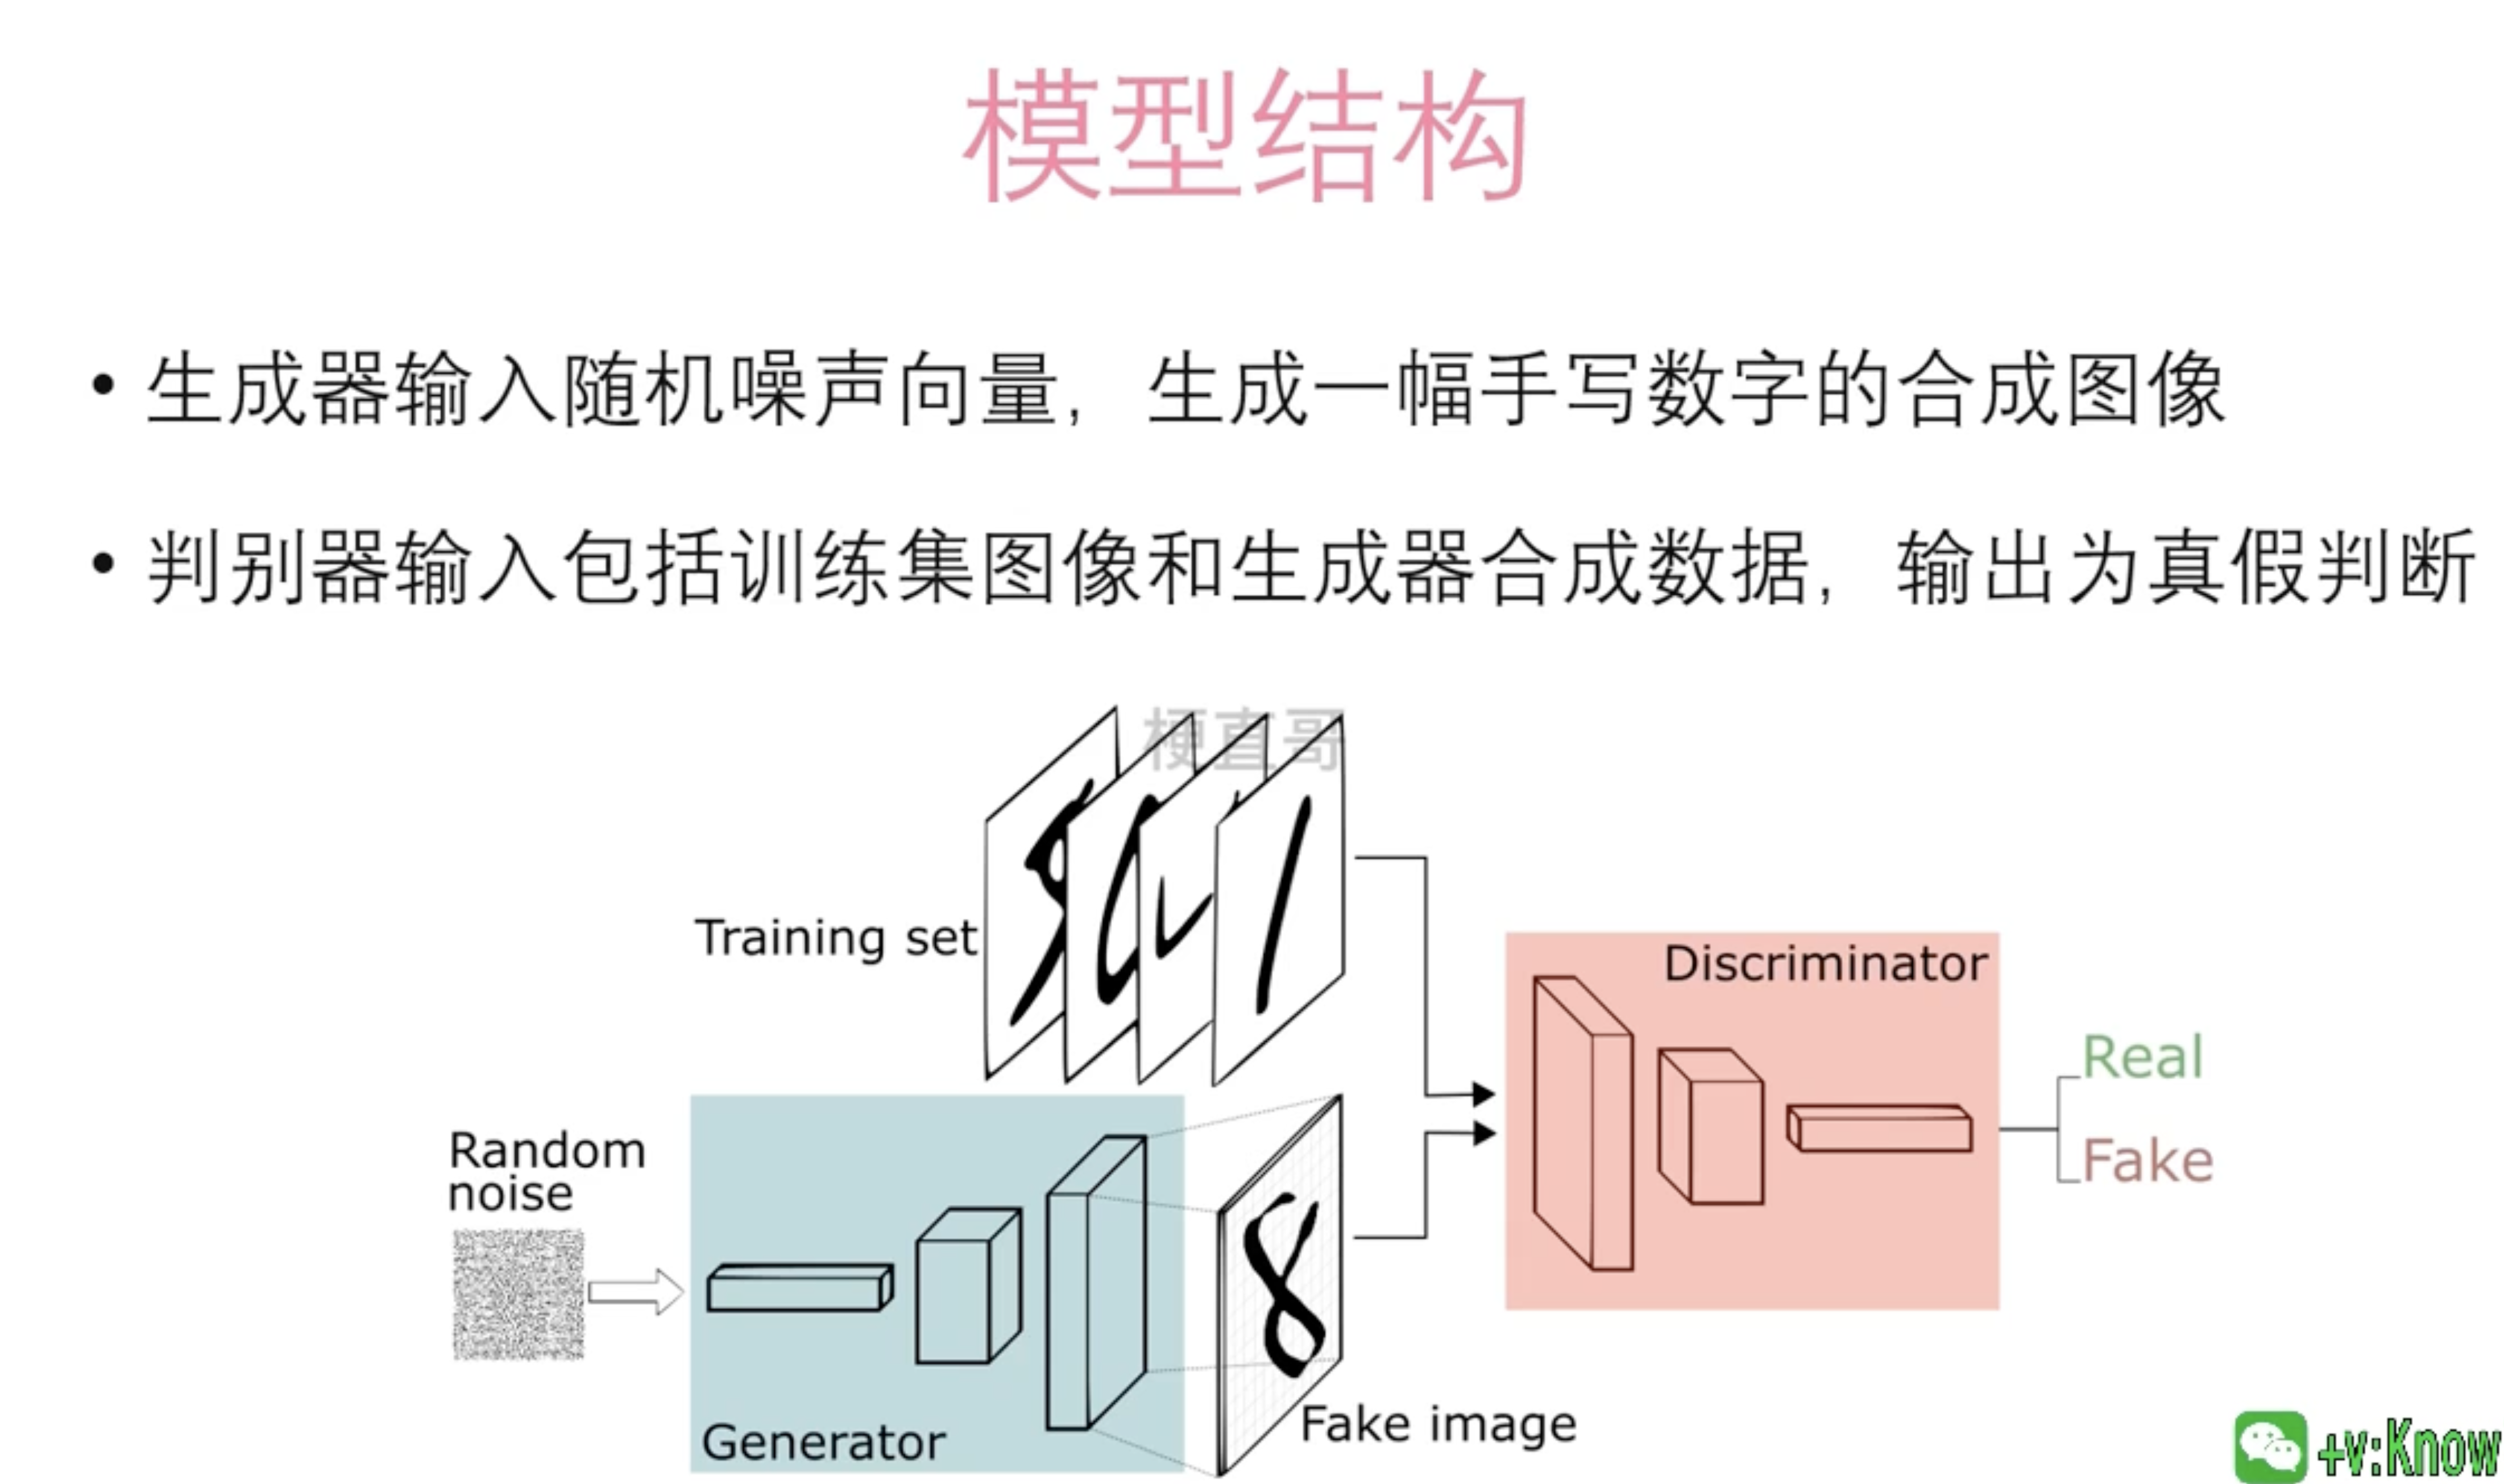 模型结构
• 生成器输入随机噪声向量，生成一幅手写数字的合成图像
• 判别器输入包括训练集图像和生成器合成数据，输出为真假判断
梗直哥
Training set
Discriminator
Real
Fake
Random
noise
Generator
Fake image
8
1
+v:Know